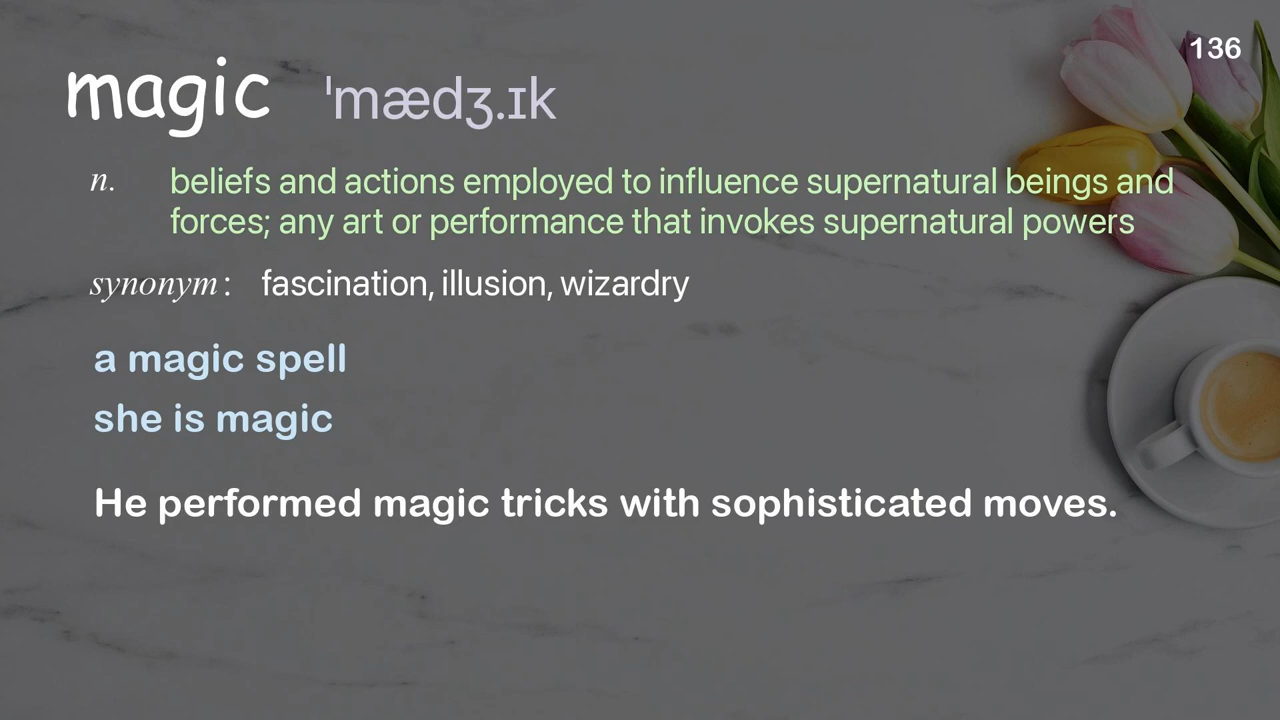 136
magic ˈmædʒ.ɪk
n. beliefs and actions employed to influence supernatural beings and
forces; any art or performance that invokes supernatural powers
synonym: fascination, illusion, wizardry
a magic spell
she is magic
He performed magic tricks with sophisticated moves.